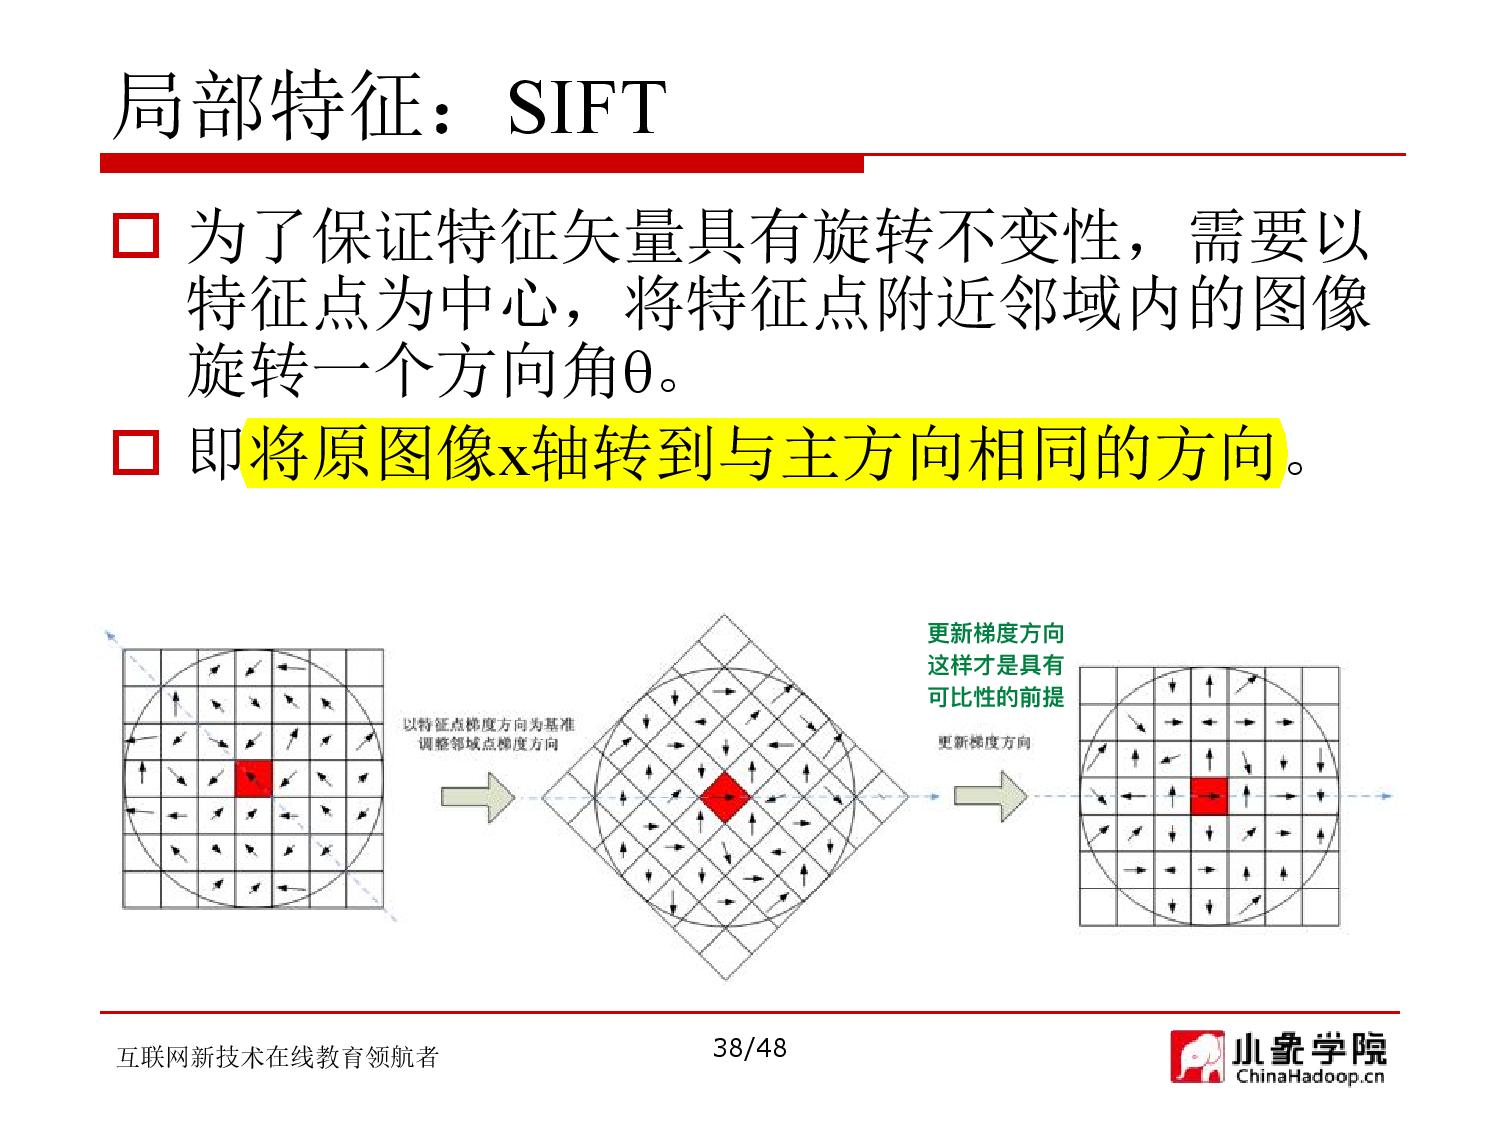 局部特征：SIFT
为了保证特征矢量具有旋转不变性，需要以
特征点为中心，将特征点附近邻域内的图像
旋转一个方向角θ。
即将原图像x轴转到与主方向相同的方向。
以特征点梯度方向为基准
调整邻域点梯度方向
更新梯度方向
这样才是具有
可比性的前提
更新梯度方向
互联网新技术在线教育领航者
38/48
小象学院
ChinaHadoop.cn